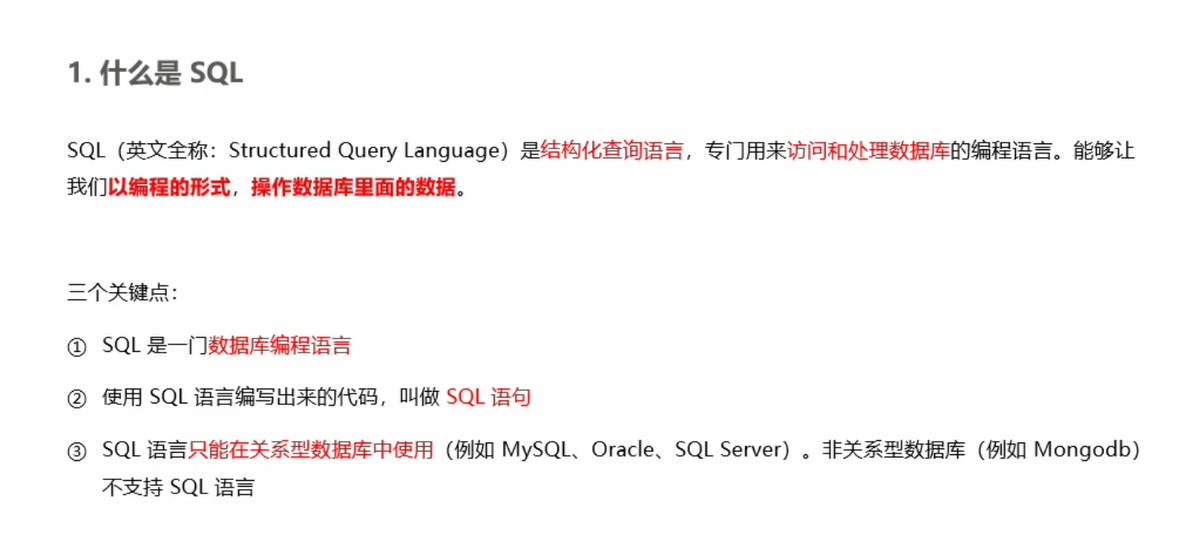 1. 什么是 SQL
SQL（英文全称：Structured Query Language）是结构化查询语言，专门用来访问和处理数据库的编程语言。能够让
我们以编程的形式，操作数据库里面的数据。
三个关键点：
① SQL 是一门数据库编程语言
② 使用 SQL 语言编写出来的代码，叫做 SQL 语句
③ SQL 语言只能在关系型数据库中使用（例如 MySQL、Oracle、SQL Server）。非关系型数据库（例如 Mongodb）
不支持 SQL 语言